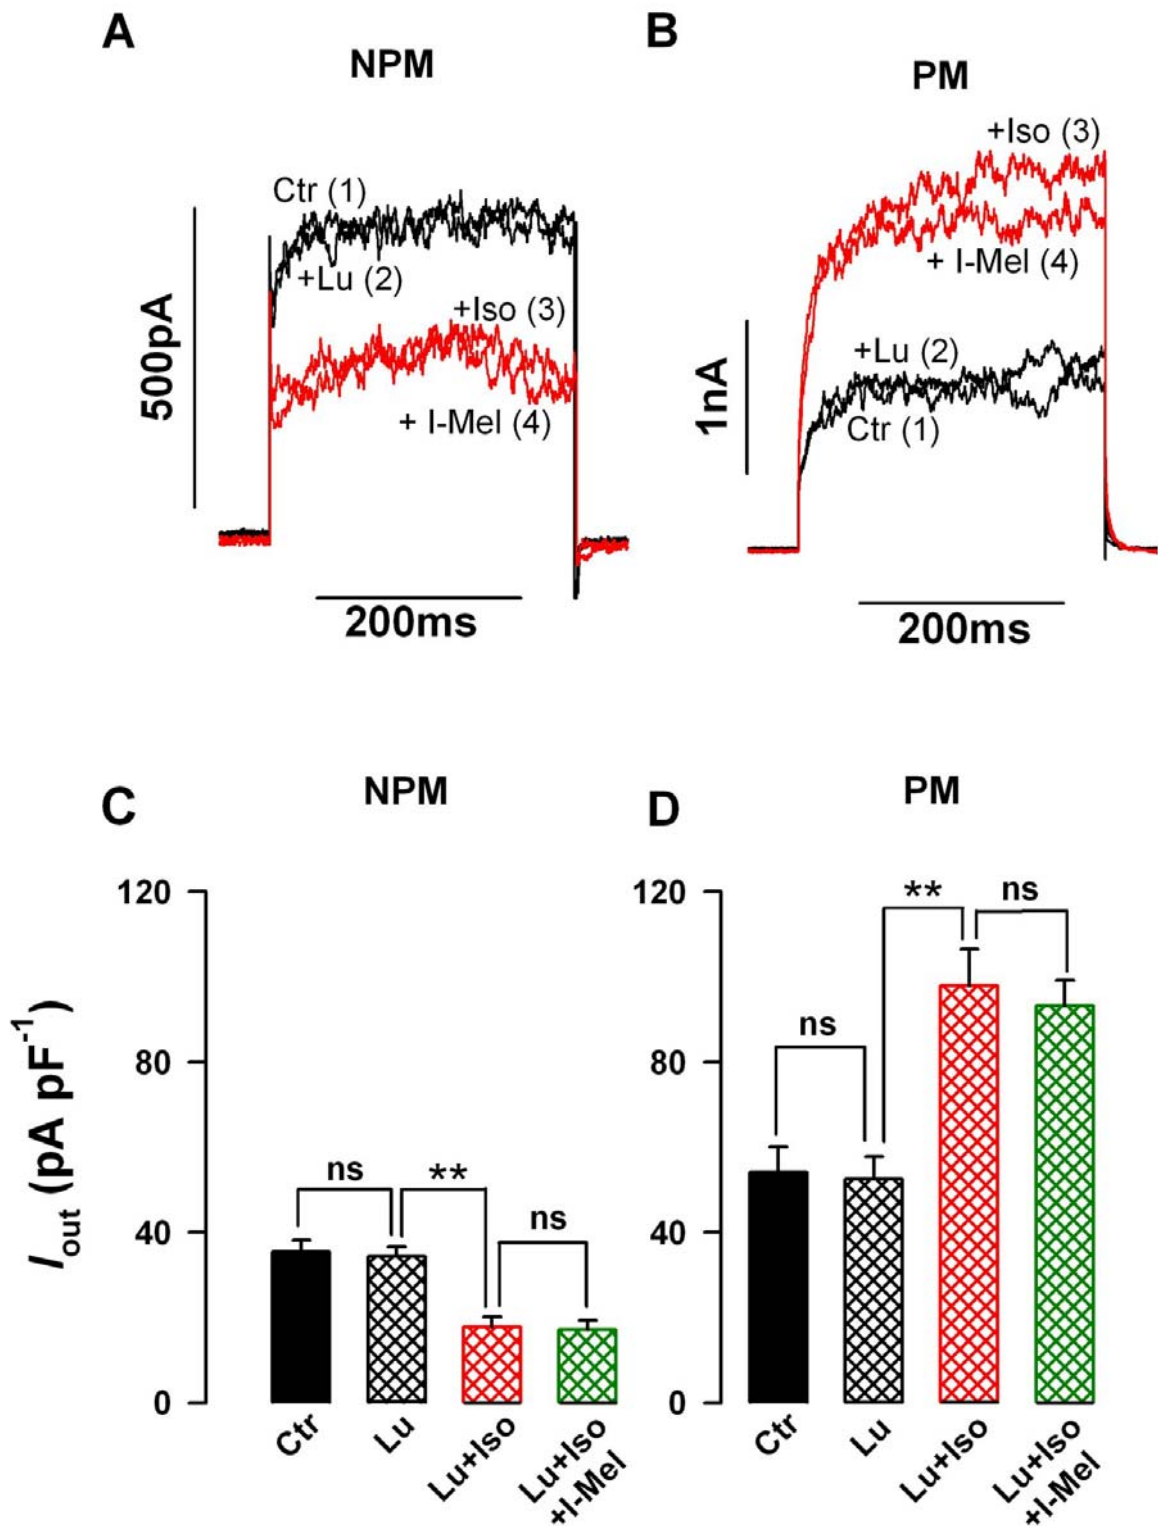 A
NPM
Ctr (1)
+Lu (2)
+Iso (3)
+ I-Mel (4)
500pA
200ms
B
PM
+Iso (3)
+ I-Mel (4)
+Lu (2)
Ctr (1)
1nA
200ms
C
NPM
Iout (pA pF-1)
120
80
40
0
ns
**
ns
Ctr
Lu
Lu+Iso
Lu+Iso
+I-Mel
D
PM
120
80
40
0
ns
**
ns
Ctr
Lu
Lu+Iso
Lu+Iso
+I-Mel